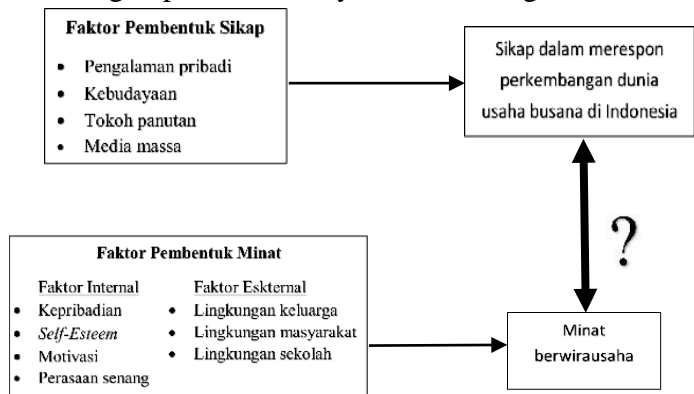 Faktor Pembentuk Sikap
• Pengalaman pribadi
• Kebudayaan
• Tokoh panutan
• Media massa
Sikap dalam merespon
perkembangan dunia
usaha busana di Indonesia
?
Faktor Pembentuk Minat
Faktor Internal
• Kepribadian
• Self-Esteem
• Motivasi
• Perasaan senang
Faktor Eskternal
• Lingkungan keluarga
• Lingkungan masyarakat
• Lingkungan sekolah
Minat
berwirausaha